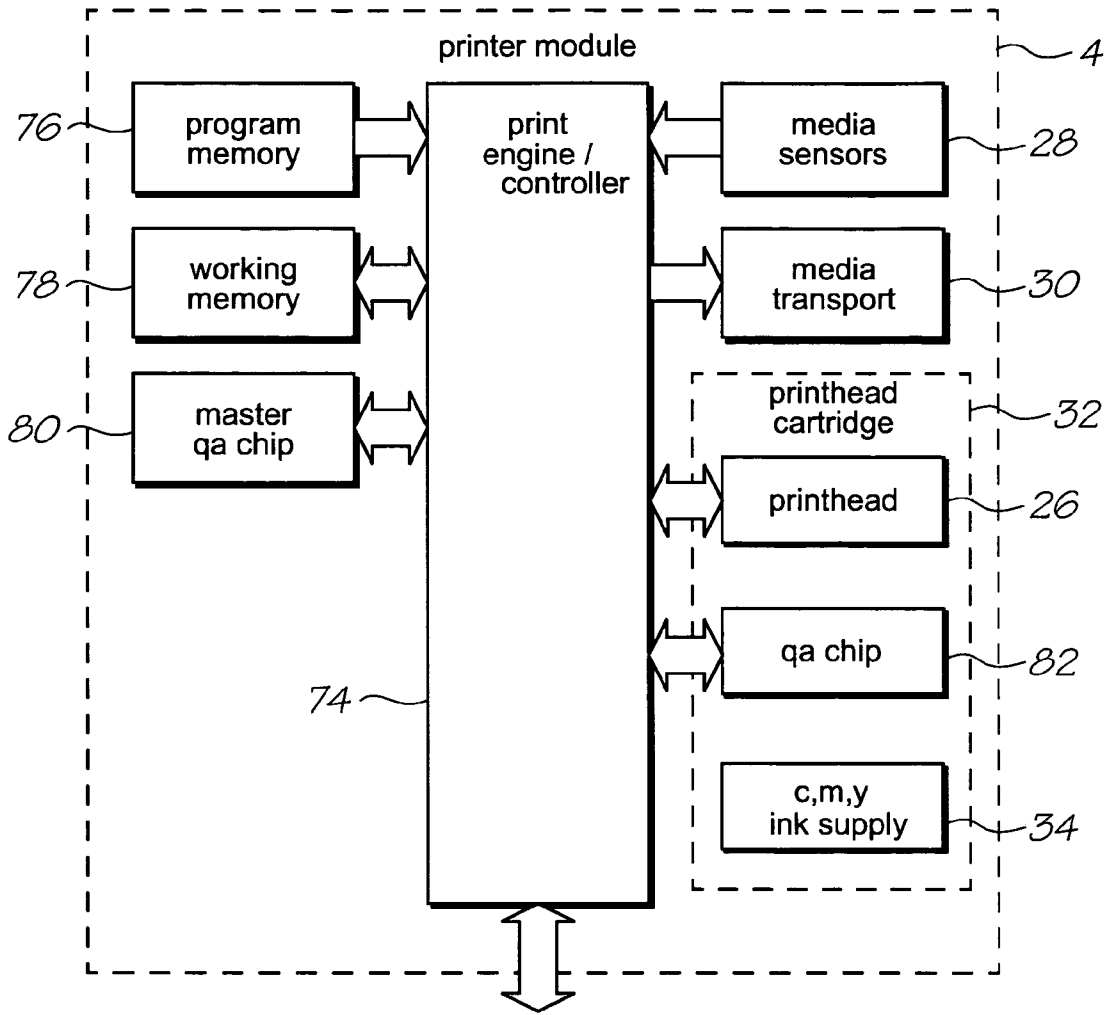 printer module
4
76
program
memory
print
engine /
controller
media
sensors
28
78
working
memory
media
transport
30
80
master
qa chip
printhead
cartridge
32
printhead
26
74
qa chip
82
c,m,y
ink supply
34